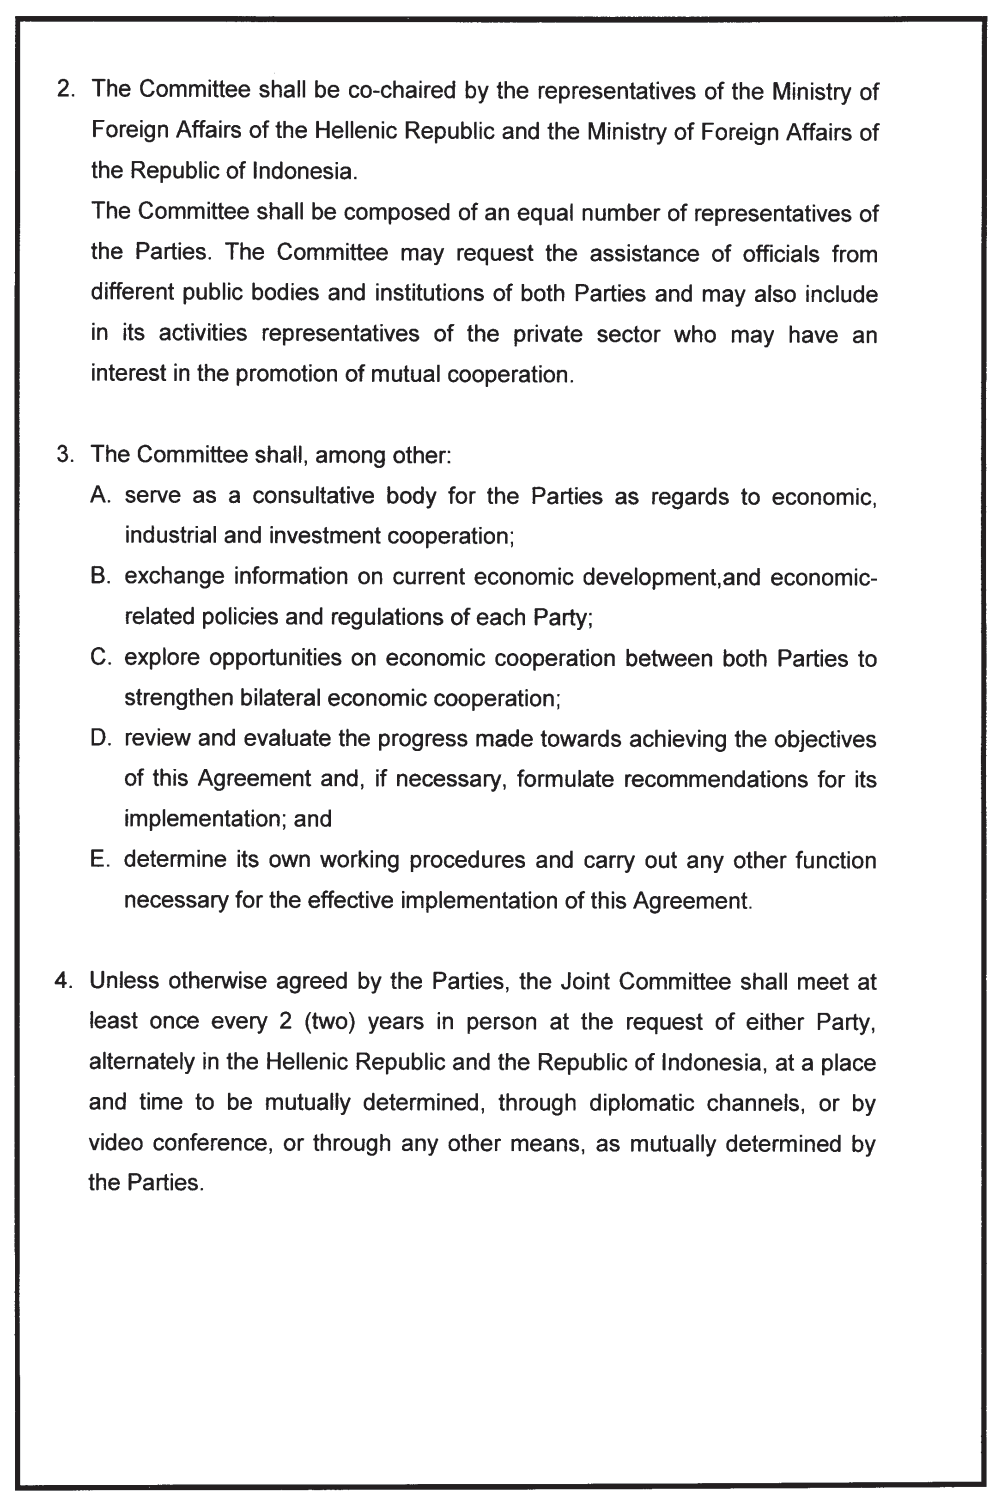 2. The Committee shall be co-chaired by the representatives of the Ministry of
Foreign Affairs of the Hellenic Republic and the Ministry of Foreign Affairs of
the Republic of Indonesia.
The Committee shall be composed of an equal number of representatives of
the Parties. The Committee may request the assistance of officials from
different public bodies and institutions of both Parties and may also include
in its activities representatives of the private sector who may have an
interest in the promotion of mutual cooperation.
3. The Committee shall, among other:
A. serve as a consultative body for the Parties as regards to economic,
industrial and investment cooperation;
B. exchange information on current economic development,and economic-
related policies and regulations of each Party;
C. explore opportunities on economic cooperation between both Parties to
strengthen bilateral economic cooperation;
D. review and evaluate the progress made towards achieving the objectives
of this Agreement and, if necessary, formulate recommendations for its
implementation; and
E. determine its own working procedures and carry out any other function
necessary for the effective implementation of this Agreement.
4. Unless otherwise agreed by the Parties, the Joint Committee shall meet at
least once every 2 (two) years in person at the request of either Party,
alternately in the Hellenic Republic and the Republic of Indonesia, at a place
and time to be mutually determined, through diplomatic channels, or by
video conference, or through any other means, as mutually determined by
the Parties.